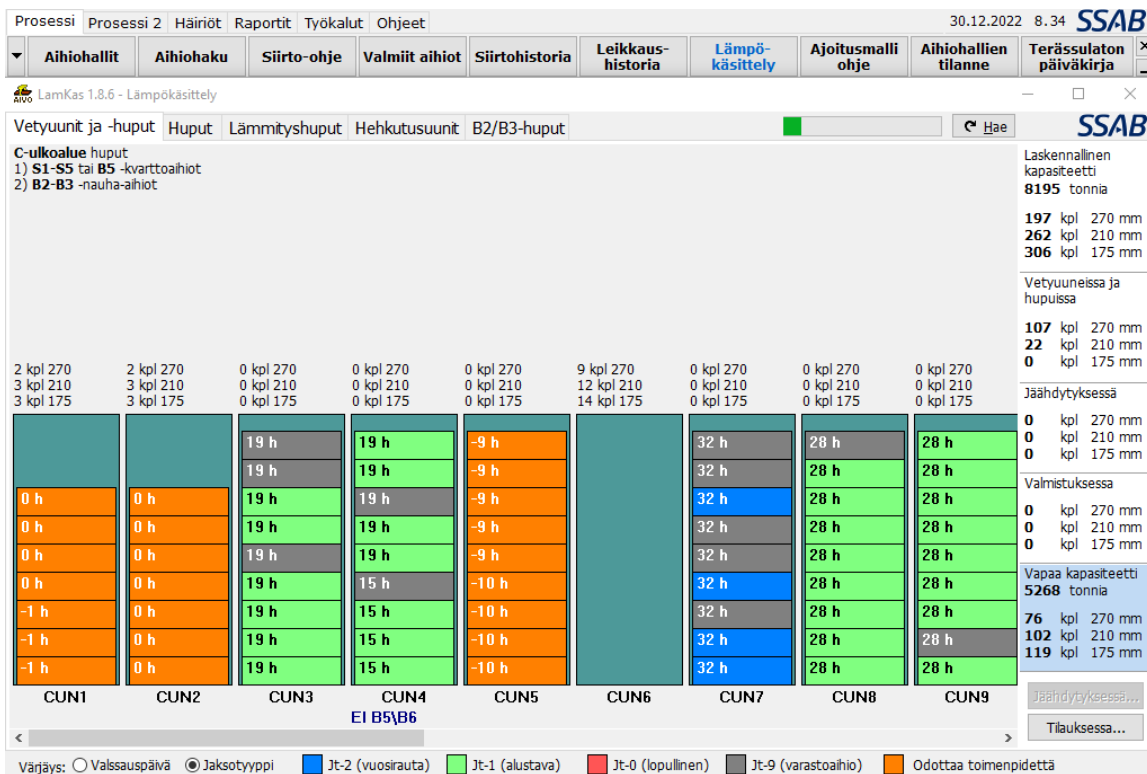 Prosessi Prosessi 2 Häiriöt Raportit Työkalut Ohjeet 30.12.2022 8.34 SSAB
Aihiohallit Aihiohaku Siirto-ohje Valmiit aihiot Siirtohistoria Leikkaus-historia Lämpö-käsittely Ajoitusmalli ohje Aihiohallien tilanne Terässulaton päiväkirja
AIVO LamKas 1.8.6 - Lämpökäsittely
Vetyuunit ja -huput Huput Lämmityshuput Hehkutusuunit B2/B3-huput Hae SSAB
C-ulkoalue huput
1) S1-S5 tai B5 -kvarttoaihiot
2) B2-B3 -nauha-aihiot
2 kpl 270 2 kpl 270 0 kpl 270 0 kpl 270 0 kpl 270 9 kpl 270 0 kpl 270 0 kpl 270 0 kpl 270
3 kpl 210 3 kpl 210 0 kpl 210 0 kpl 210 0 kpl 210 12 kpl 210 0 kpl 210 0 kpl 210 0 kpl 210
3 kpl 175 3 kpl 175 0 kpl 175 0 kpl 175 0 kpl 175 14 kpl 175 0 kpl 175 0 kpl 175 0 kpl 175
19 h 19 h -9 h 32 h 28 h 28 h
19 h 19 h -9 h 32 h 28 h 28 h
0 h 0 h 19 h 19 h -9 h 32 h 28 h 28 h
0 h 0 h 19 h 19 h -9 h 32 h 28 h 28 h
0 h 0 h 19 h 19 h -9 h 32 h 28 h 28 h
0 h 0 h 19 h 15 h -10 h 32 h 28 h 28 h
-1 h 0 h 19 h 15 h -10 h 32 h 28 h 28 h
-1 h 0 h 19 h 15 h -10 h 32 h 28 h 28 h
-1 h 0 h 19 h 15 h -10 h 32 h 28 h 28 h
CUN1 CUN2 CUN3 CUN4 CUN5 CUN6 CUN7 CUN8 CUN9
EI B5\B6
Laskennallinen
kapasiteetti
8195 tonnia
197 kpl 270 mm
262 kpl 210 mm
306 kpl 175 mm
Vetyuuneissa ja
hupuissa
107 kpl 270 mm
22 kpl 210 mm
0 kpl 175 mm
Jäähdytyksessä
0 kpl 270 mm
0 kpl 210 mm
0 kpl 175 mm
Valmistuksessa
0 kpl 270 mm
0 kpl 210 mm
0 kpl 175 mm
Vapaa kapasiteetti
5268 tonnia
76 kpl 270 mm
102 kpl 210 mm
119 kpl 175 mm
Jäähdytyksessä...
Tilauksessa...
Väriäys: Valssauspäivä Jaksotyyppi Jt-2 (vuosirauta) Jt-1 (alustava) Jt-0 (lopullinen) Jt-9 (varastoaihio) Odottaa toimenpidettä